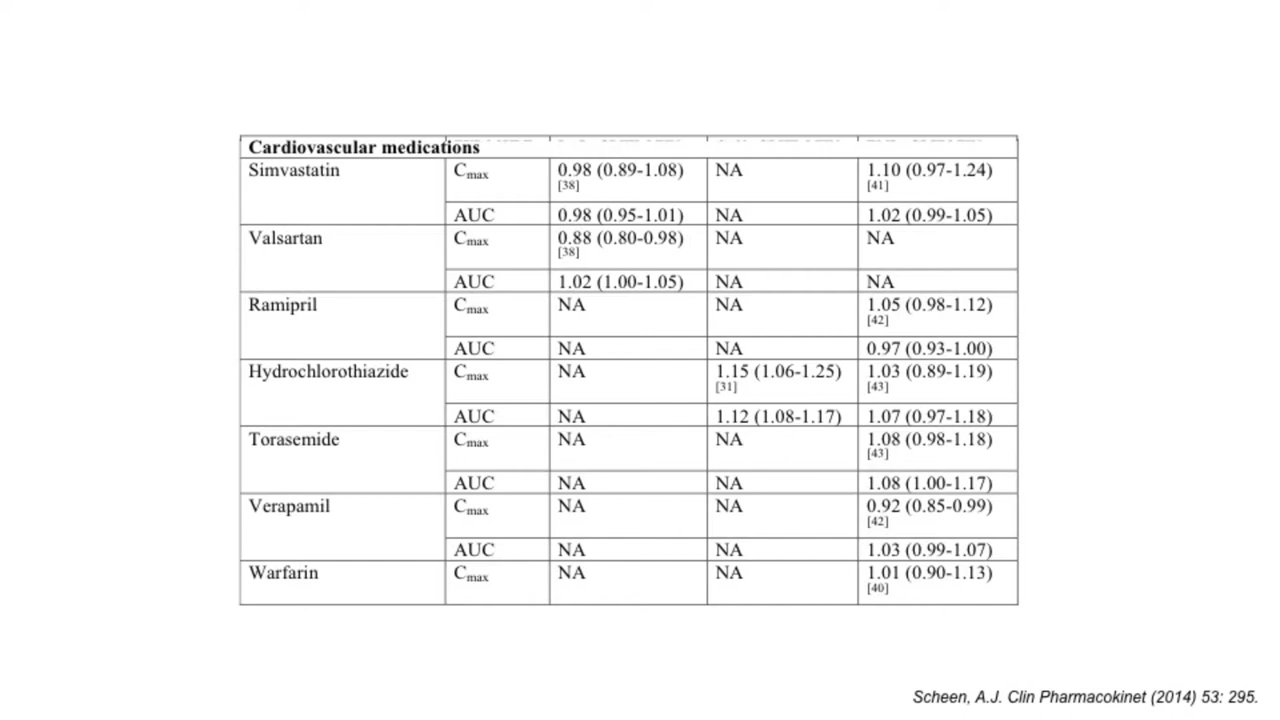 Cardiovascular medications
Simvastatin Cmax 0.98 (0.89-1.08) [38] NA 1.10 (0.97-1.24) [41]
AUC 0.98 (0.95-1.01) NA 1.02 (0.99-1.05)
Valsartan Cmax 0.88 (0.80-0.98) [38] NA NA
AUC 1.02 (1.00-1.05) NA NA
Ramipril Cmax NA NA 1.05 (0.98-1.12) [42]
AUC NA NA 0.97 (0.93-1.00)
Hydrochlorothiazide Cmax NA 1.15 (1.06-1.25) [31] 1.03 (0.89-1.19) [43]
AUC NA 1.12 (1.08-1.17) 1.07 (0.97-1.18)
Torasemide Cmax NA NA 1.08 (0.98-1.18) [43]
AUC NA NA 1.08 (1.00-1.17)
Verapamil Cmax NA NA 0.92 (0.85-0.99) [42]
AUC NA NA 1.03 (0.99-1.07)
Warfarin Cmax NA NA 1.01 (0.90-1.13) [40]
Scheen, A.J. Clin Pharmacokinet (2014) 53: 295.